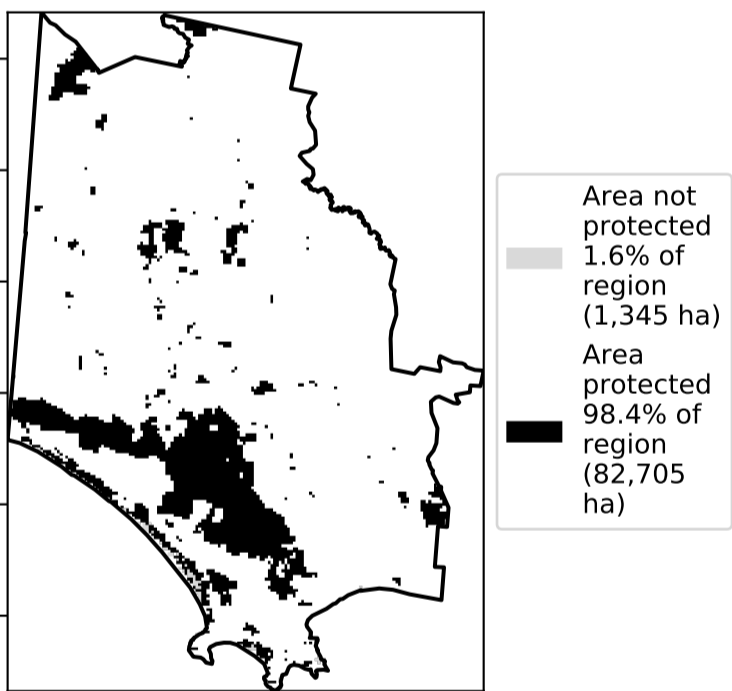 Area not
protected
1.6% of
region
(1,345 ha)
Area
protected
98.4% of
region
(82,705
ha)